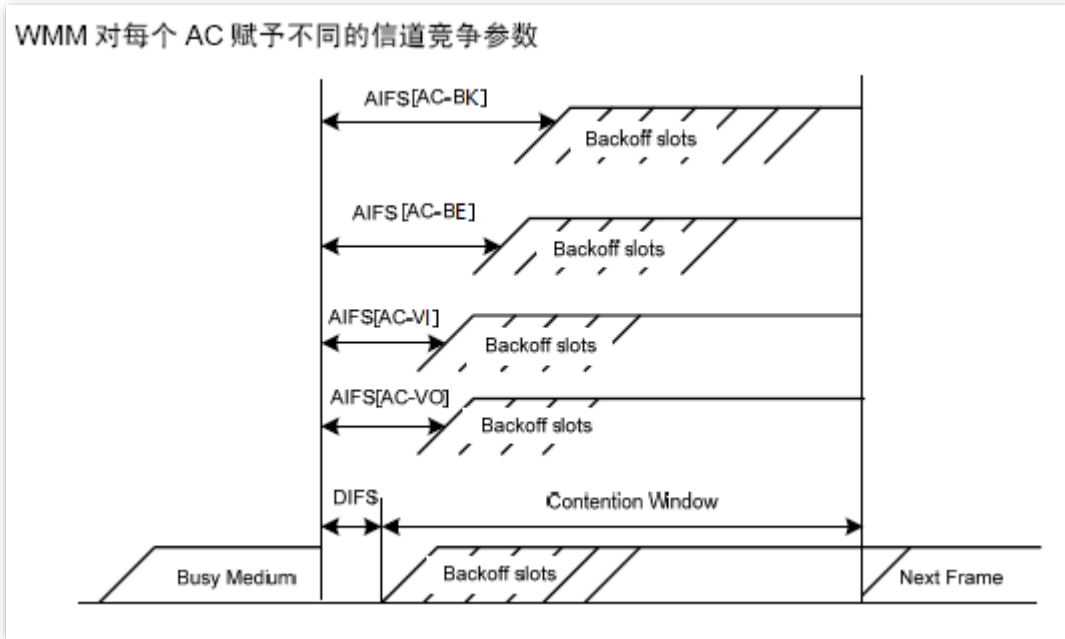 WMM 对每个 AC 赋予不同的信道竞争参数
AIFS[AC-BK]
Backoff slots
AIFS[AC-BE]
Backoff slots
AIFS[AC-VI]
Backoff slots
AIFS[AC-VO]
Backoff slots
DIFS
Contention Window
Busy Medium
Backoff slots
Next Frame